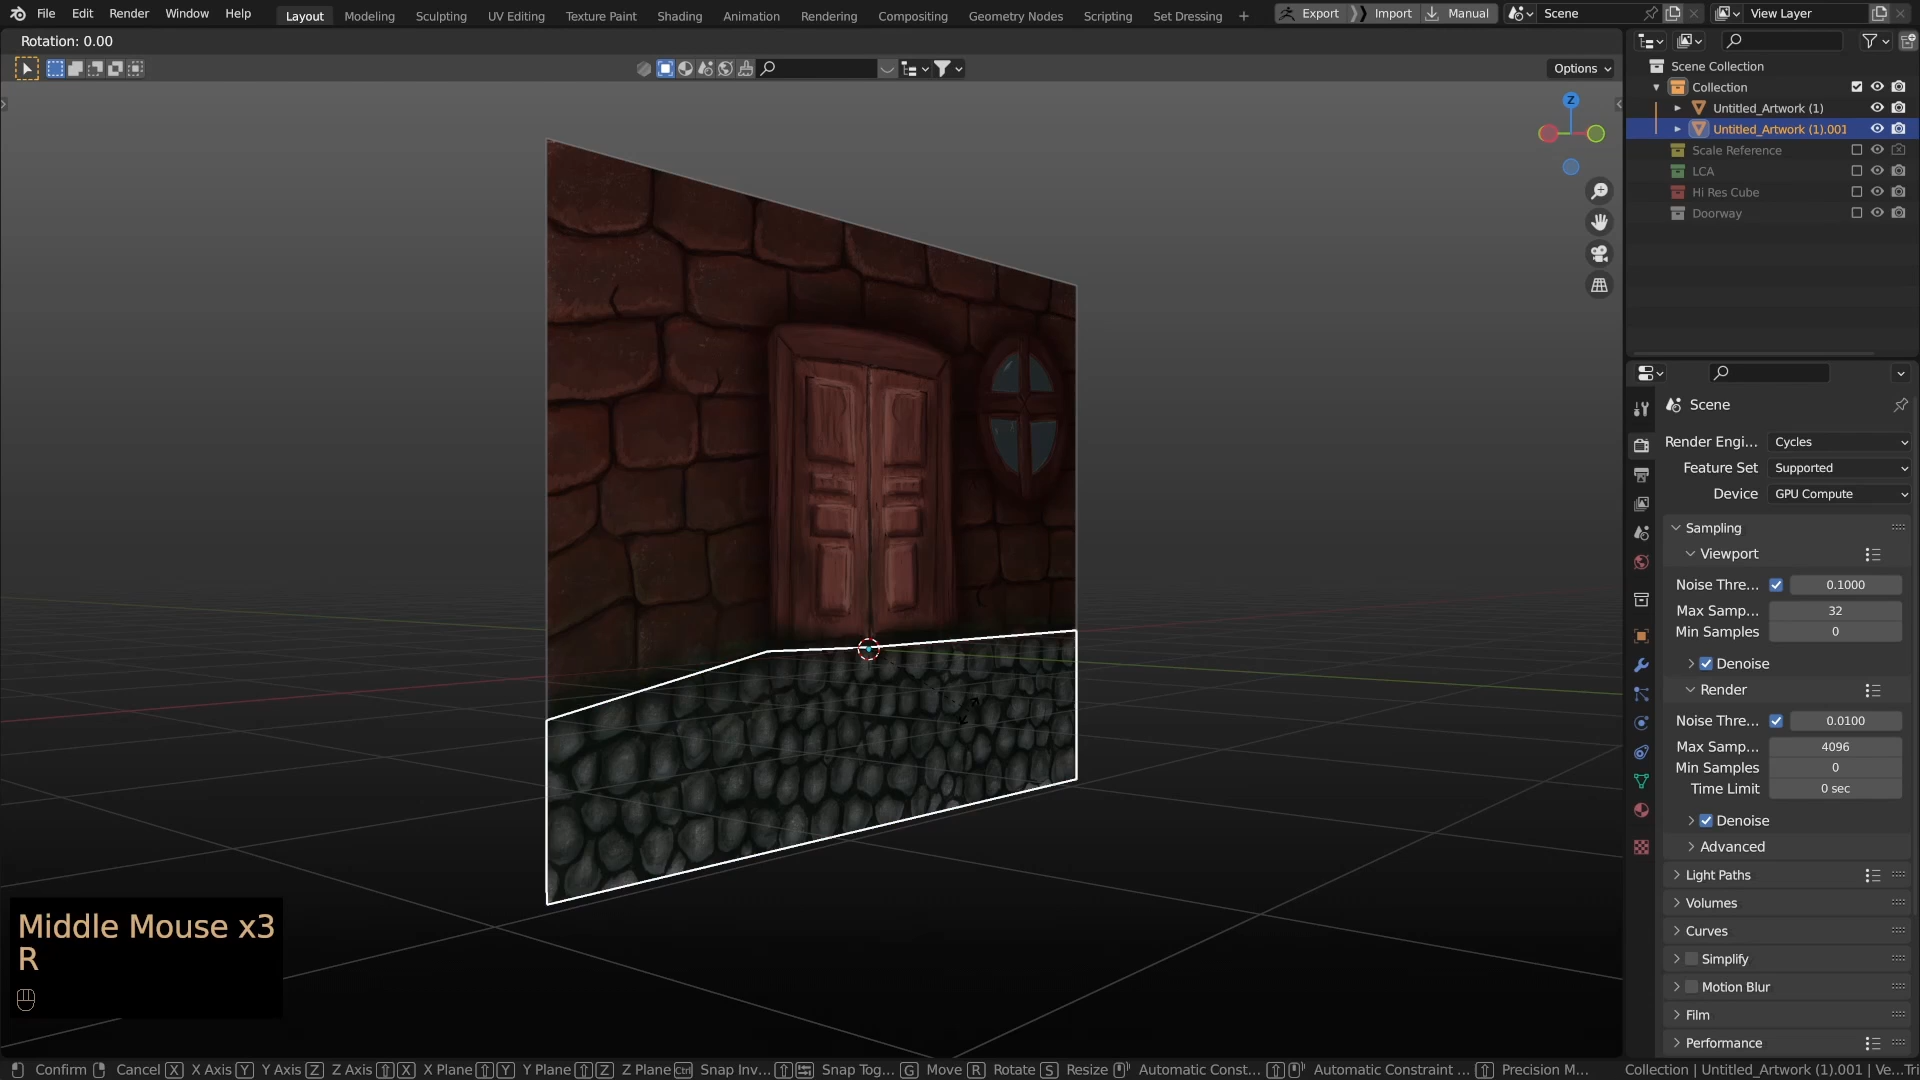 File Edit Render Window Help Layout Modeling Sculpting UV Editing Texture Paint Shading Animation Rendering Compositing Geometry Nodes Scripting Set Dressing + Export Import Manual Scene View Layer
Rotation: 0.00
Options
Scene Collection
Collection
Untitled_Artwork (1)
Untitled_Artwork (1).001
Scale Reference
LCA
Hi Res Cube
Doorway
Z
Scene
Render Engi... Cycles
Feature Set Supported
Device GPU Compute
Sampling
Viewport
Noise Thre... 0.1000
Max Samp... 32
Min Samples 0
Denoise
Render
Noise Thre... 0.0100
Max Samp... 4096
Min Samples 0
Time Limit 0 sec
Denoise
Advanced
Light Paths
Volumes
Curves
Simplify
Motion Blur
Film
Performance
Middle Mouse x3
R
Confirm Cancel X X Axis Y Y Axis Z Z Axis X X Plane Y Y Plane Z Z Plane Ctrl Snap Inv... Snap Tog... G Move R Rotate S Resize Automatic Const... Automatic Constraint ... Precision M... Collection | Untitled_Artwork (1).001 | Ve...Tri